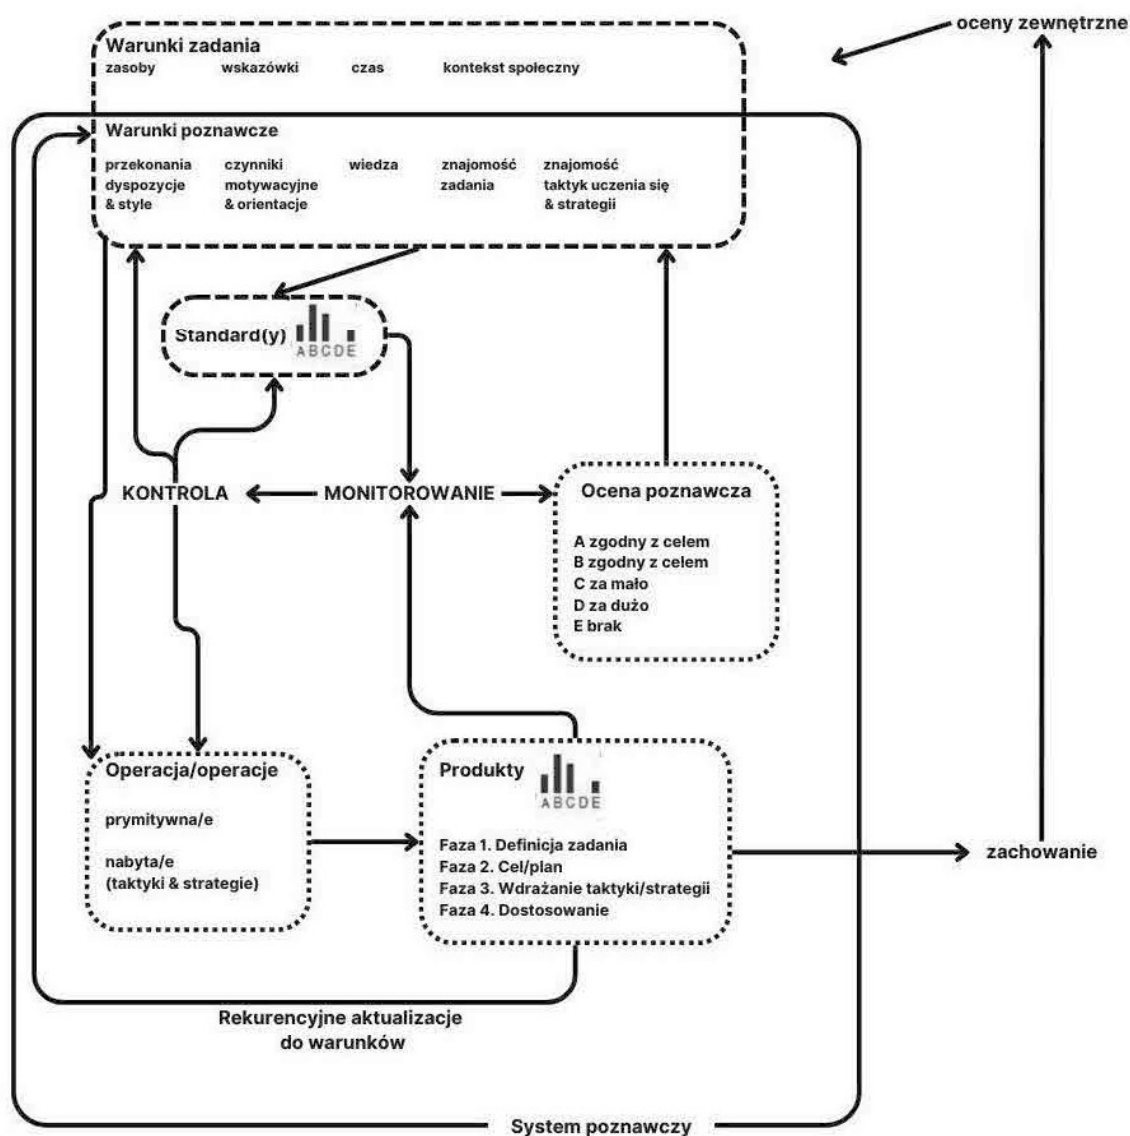 oceny zewnętrzne
Warunki zadania
zasoby wskazówki czas kontekst społeczny
Warunki poznawcze
przekonania czynniki wiedza znajomość znajomość
dyspozycje motywacyjne zadania taktyk uczenia się
& style & orientacje & strategii
Standard(y)
A B C D E
KONTROLA MONITOROWANIE
Ocena poznawcza
A zgodny z celem
B zgodny z celem
C za mało
D za dużo
E brak
Operacja/operacje
prymitywna/e
nabyta/e
(taktyki & strategie)
Produkty
A B C D E
Faza 1. Definicja zadania
Faza 2. Cel/plan
Faza 3. Wdrażanie taktyki/strategii
Faza 4. Dostosowanie
zachowanie
Rekurencyjne aktualizacje
do warunków
System poznawczy